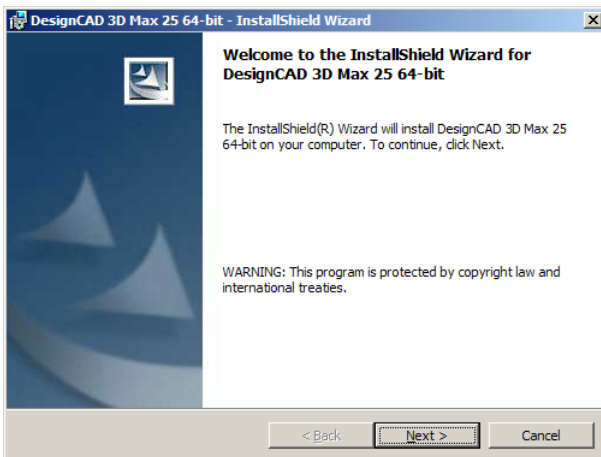 DesignCAD 3D Max 25 64-bit - InstallShield Wizard
Welcome to the InstallShield Wizard for
DesignCAD 3D Max 25 64-bit
The InstallShield(R) Wizard will install DesignCAD 3D Max 25
64-bit on your computer. To continue, click Next.
WARNING: This program is protected by copyright law and
international treaties.
< Back Next > Cancel